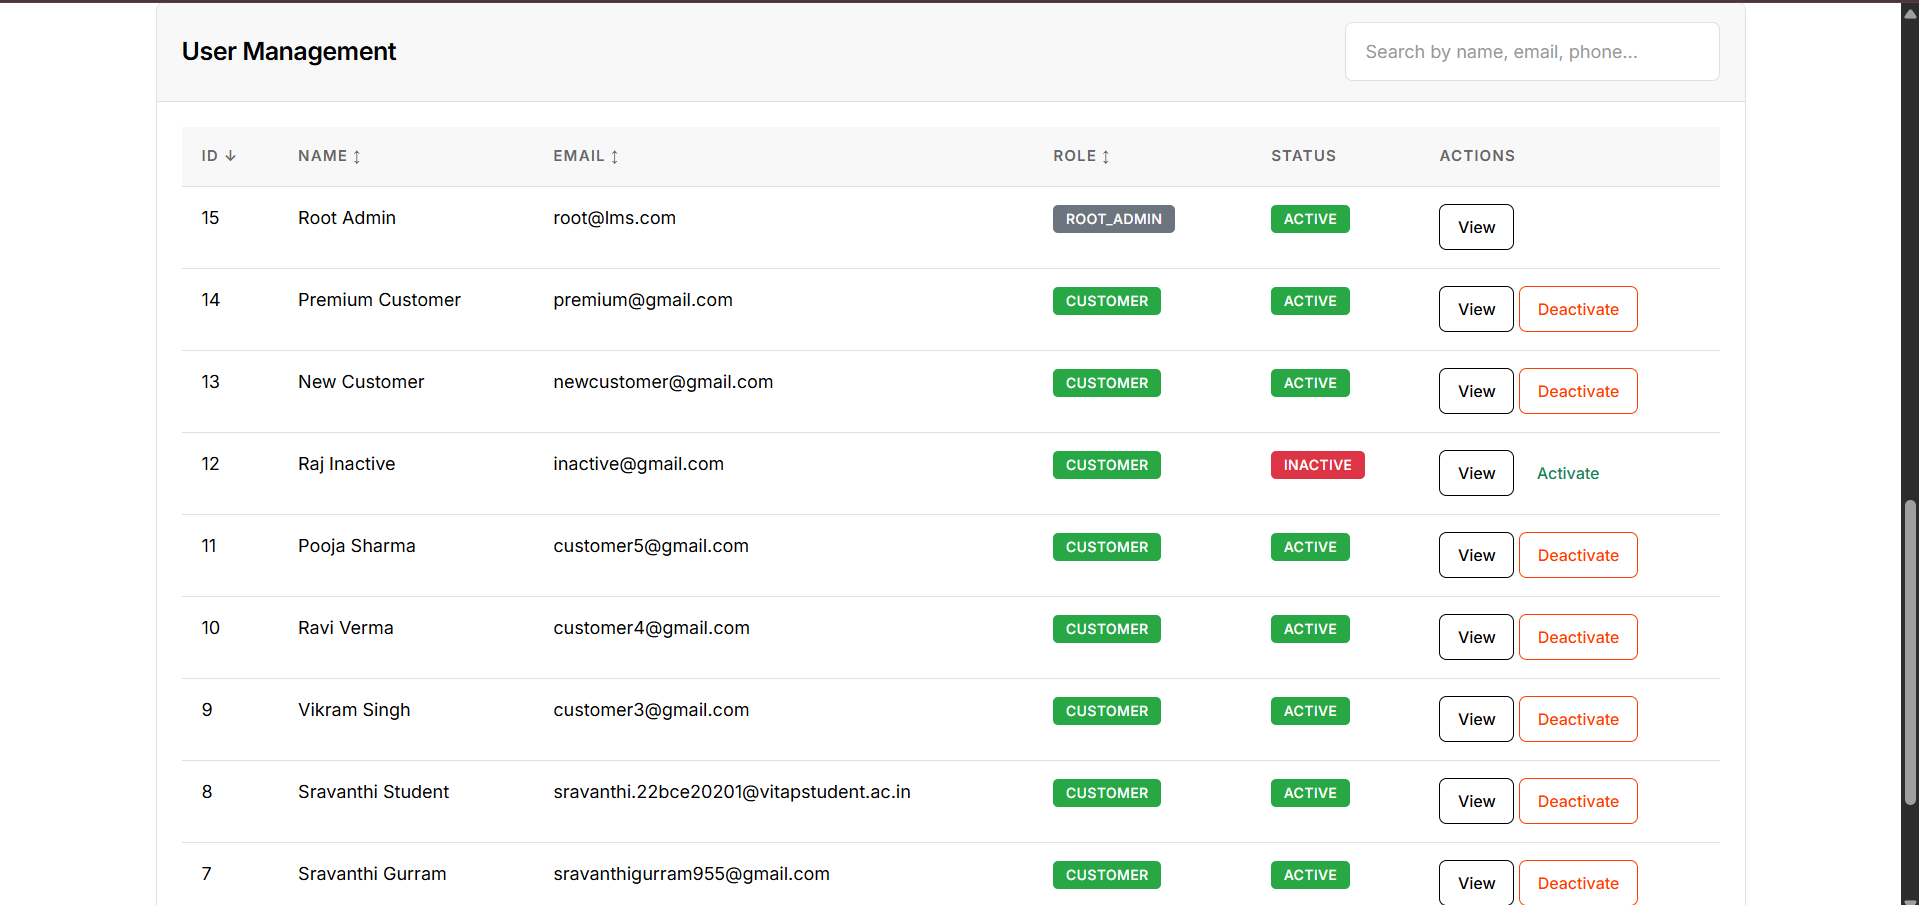 User Management
Search by name, email, phone...
ID ↓ NAME ↕ EMAIL ↕ ROLE ↕ STATUS ACTIONS
15 Root Admin root@lms.com ROOT_ADMIN ACTIVE View
14 Premium Customer premium@gmail.com CUSTOMER ACTIVE View Deactivate
13 New Customer newcustomer@gmail.com CUSTOMER ACTIVE View Deactivate
12 Raj Inactive inactive@gmail.com CUSTOMER INACTIVE View Activate
11 Pooja Sharma customer5@gmail.com CUSTOMER ACTIVE View Deactivate
10 Ravi Verma customer4@gmail.com CUSTOMER ACTIVE View Deactivate
9 Vikram Singh customer3@gmail.com CUSTOMER ACTIVE View Deactivate
8 Sravanthi Student sravanthi.22bce20201@vitapstudent.ac.in CUSTOMER ACTIVE View Deactivate
7 Sravanthi Gurram sravanthigurram955@gmail.com CUSTOMER ACTIVE View Deactivate